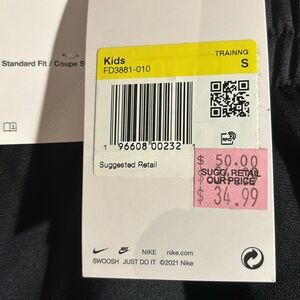 Standard Fit / Coupe S
Kids
TRAINNG
FD3881-010
S
1 96608 00232 1
Suggested Retail
$ 50.00
SUGG. RETAIL
OUR PRICE
$ 34.99
NIKE nike.com
SWOOSH JUST DO IT ©2021 Nike